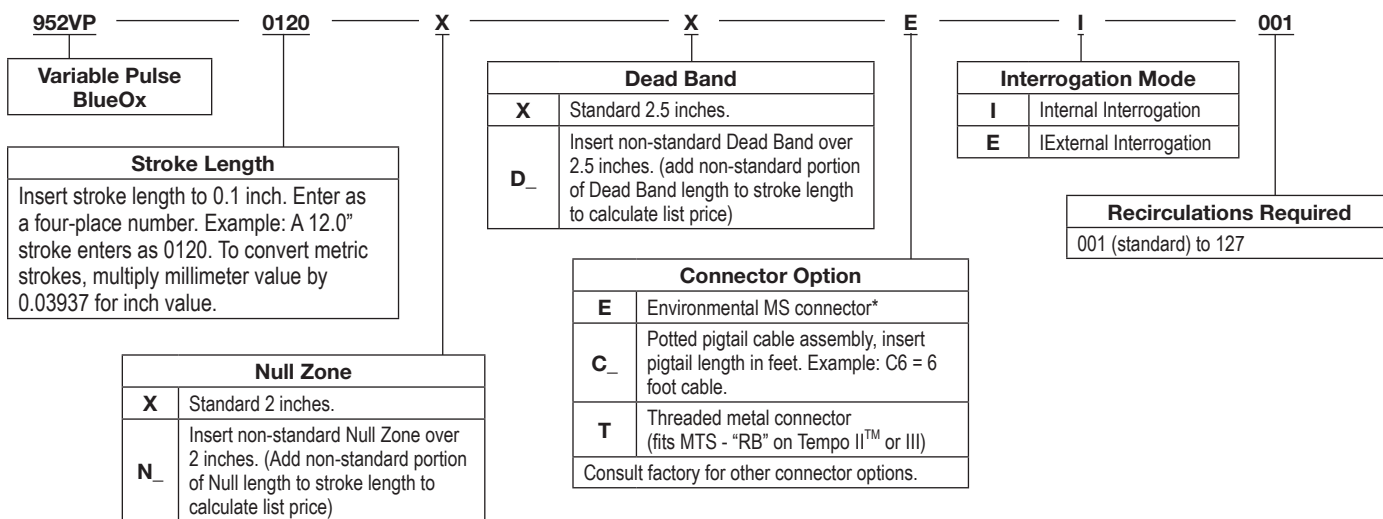 952VP 0120 X X E I 001
Variable Pulse
BlueOx
Stroke Length
Insert stroke length to 0.1 inch. Enter as
a four-place number. Example: A 12.0”
stroke enters as 0120. To convert metric
strokes, multiply millimeter value by
0.03937 for inch value.
Null Zone
X Standard 2 inches.
N_ Insert non-standard Null Zone over
2 inches. (Add non-standard portion
of Null length to stroke length to
calculate list price)
Dead Band
X Standard 2.5 inches.
D_ Insert non-standard Dead Band over
2.5 inches. (add non-standard portion
of Dead Band length to stroke length
to calculate list price)
Connector Option
E Environmental MS connector*
C_ Potted pigtail cable assembly, insert
pigtail length in feet. Example: C6 = 6
foot cable.
T Threaded metal connector
(fits MTS - “RB” on Tempo II™ or III)
Consult factory for other connector options.
Interrogation Mode
I Internal Interrogation
E IExternal Interrogation
Recirculations Required
001 (standard) to 127